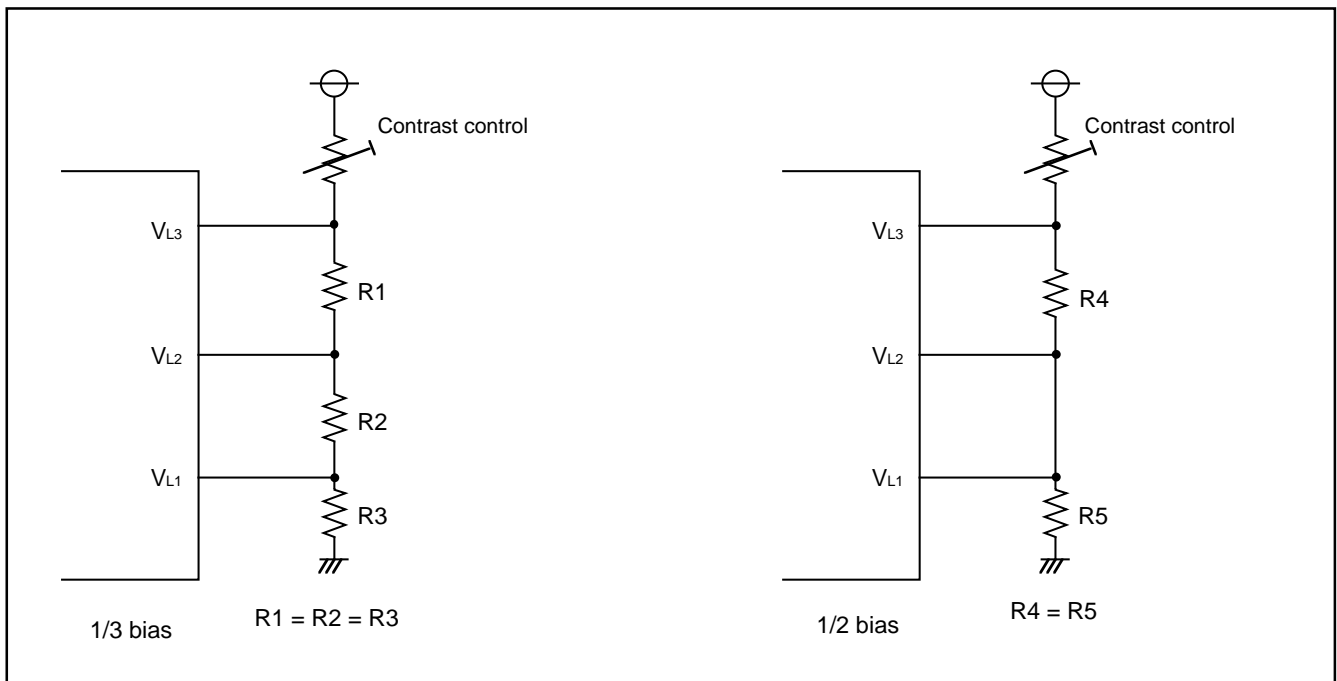 Contrast control
VL3
R1
VL2
R2
VL1
R3
1/3 bias
R1 = R2 = R3
Contrast control
VL3
R4
VL2
VL1
R5
1/2 bias
R4 = R5